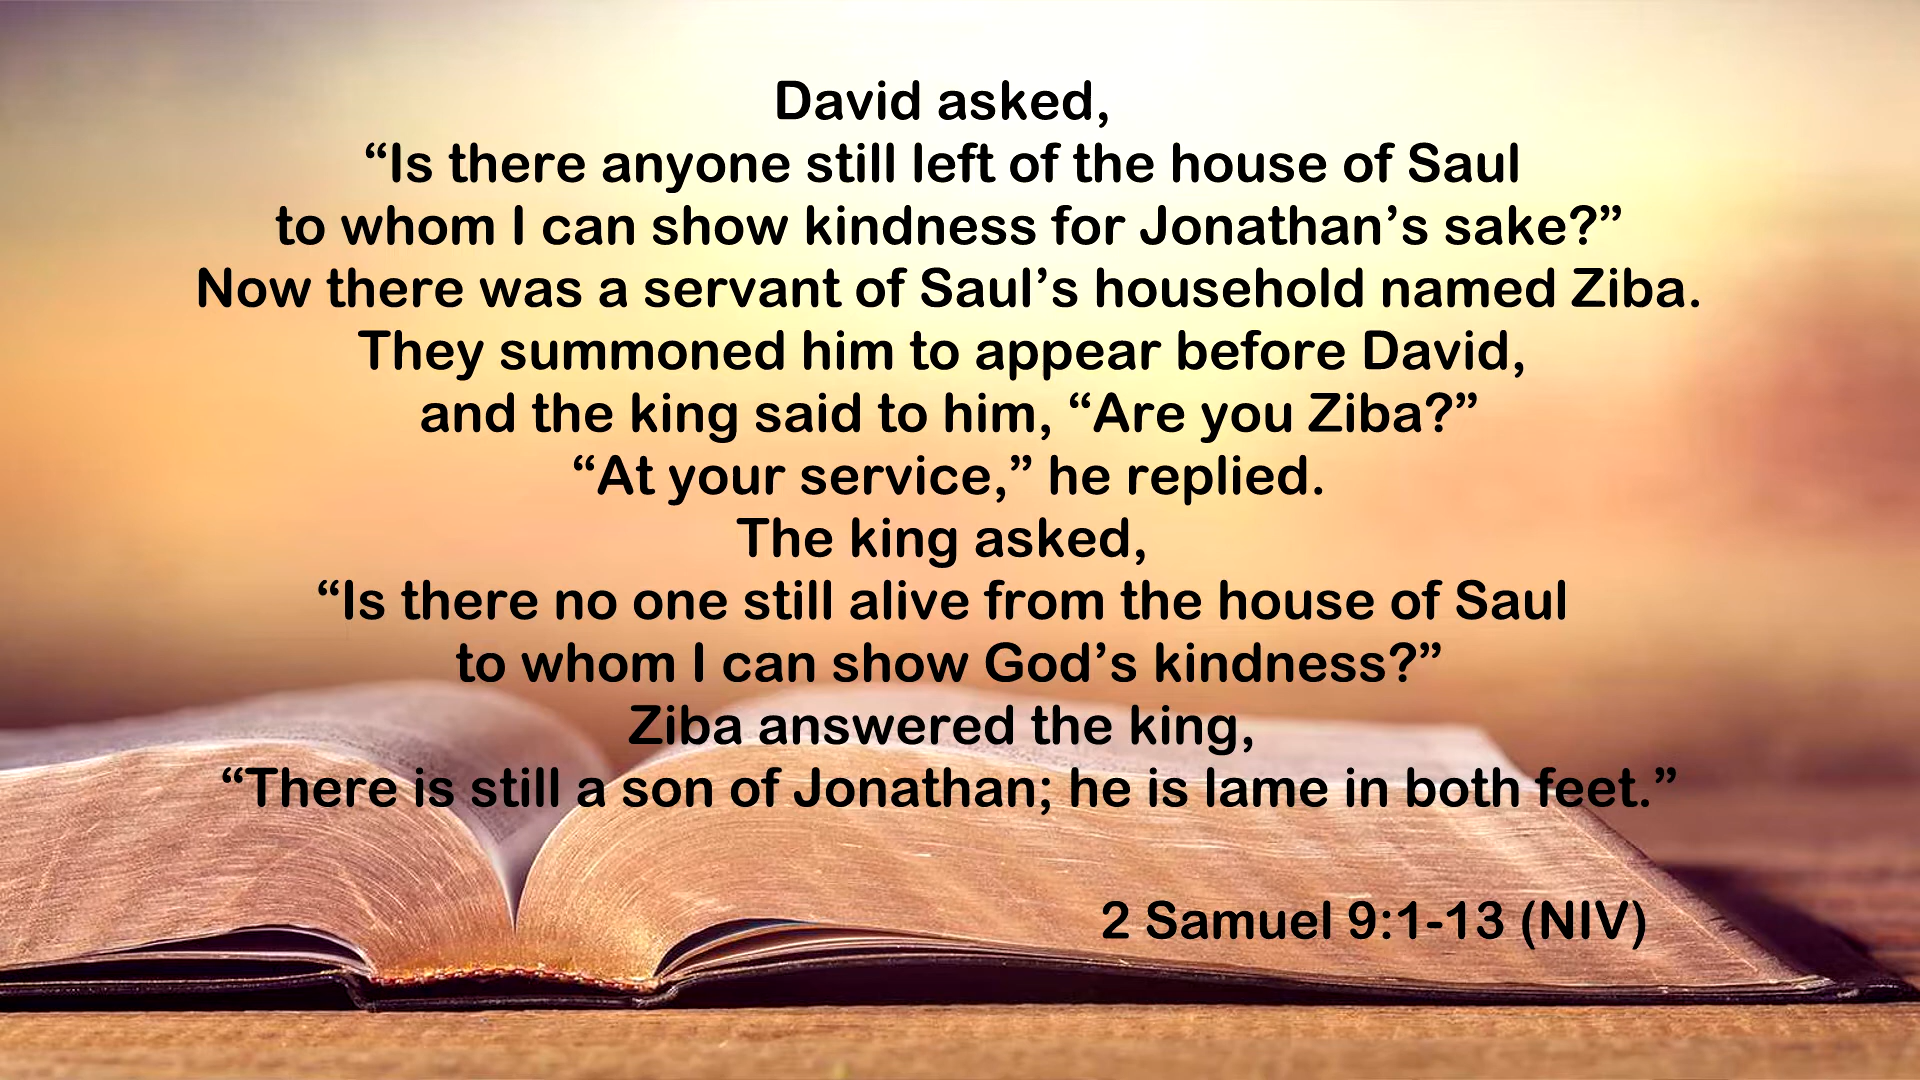 David asked,
“Is there anyone still left of the house of Saul
to whom I can show kindness for Jonathan’s sake?”
Now there was a servant of Saul’s household named Ziba.
They summoned him to appear before David,
and the king said to him, “Are you Ziba?”
“At your service,” he replied.
The king asked,
“Is there no one still alive from the house of Saul
to whom I can show God’s kindness?”
Ziba answered the king,
“There is still a son of Jonathan; he is lame in both feet.”
2 Samuel 9:1-13 (NIV)